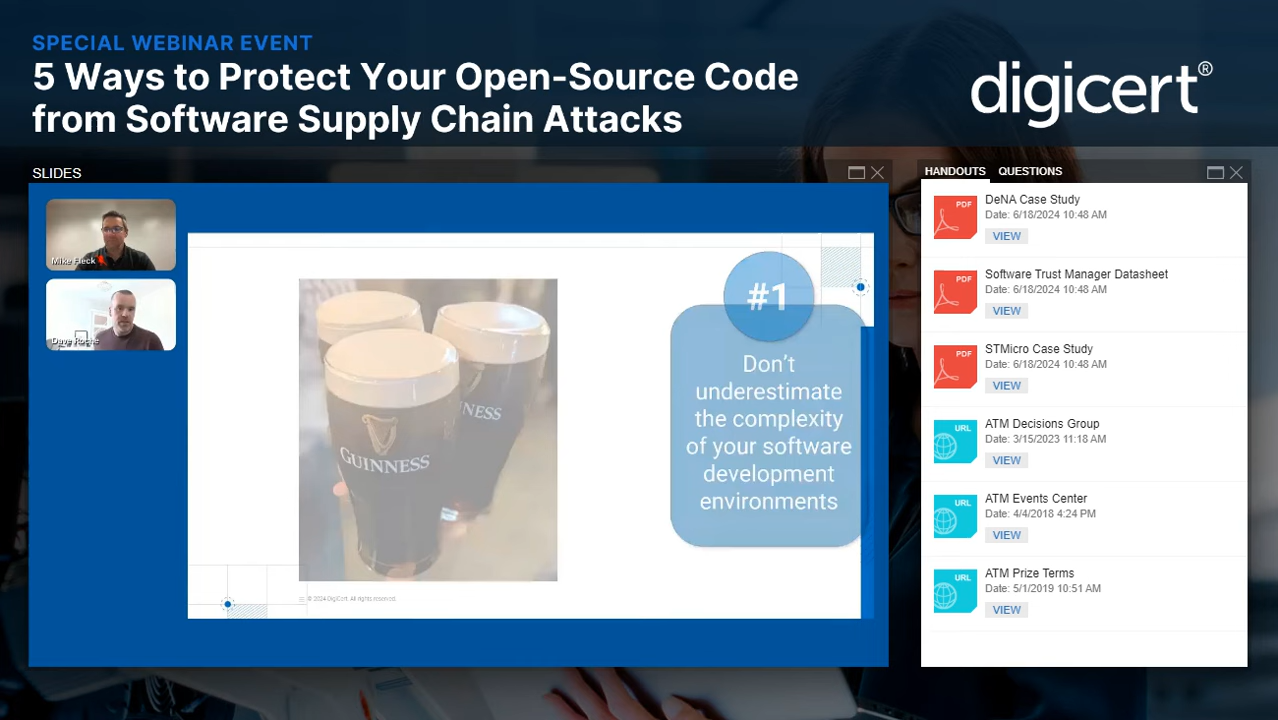 SPECIAL WEBINAR EVENT
5 Ways to Protect Your Open-Source Code
from Software Supply Chain Attacks
digicert®
SLIDES
Mike Fleck
Dave Roche
GUINNESS
#1
Don't
underestimate
the complexity
of your software
development
environments
© 2024 DigiCert. All rights reserved.
HANDOUTS QUESTIONS
PDF
DeNA Case Study
Date: 6/18/2024 10:48 AM
VIEW
PDF
Software Trust Manager Datasheet
Date: 6/18/2024 10:48 AM
VIEW
PDF
STMicro Case Study
Date: 6/18/2024 10:48 AM
VIEW
URL
ATM Decisions Group
Date: 3/15/2023 11:18 AM
VIEW
URL
ATM Events Center
Date: 4/4/2018 4:24 PM
VIEW
URL
ATM Prize Terms
Date: 5/1/2019 10:51 AM
VIEW